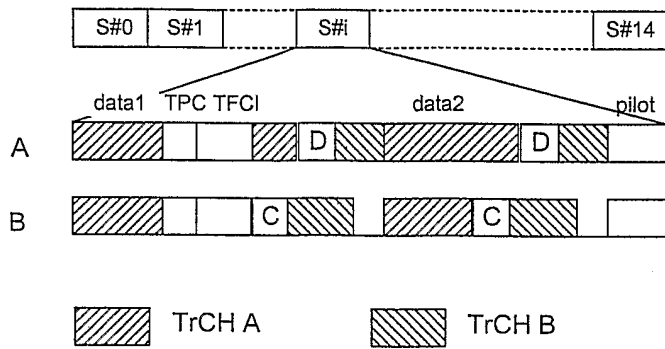 S#0 S#1 S#i S#14
data1 TPC TFCI data2 pilot
A D D
B C C
TrCH A TrCH B